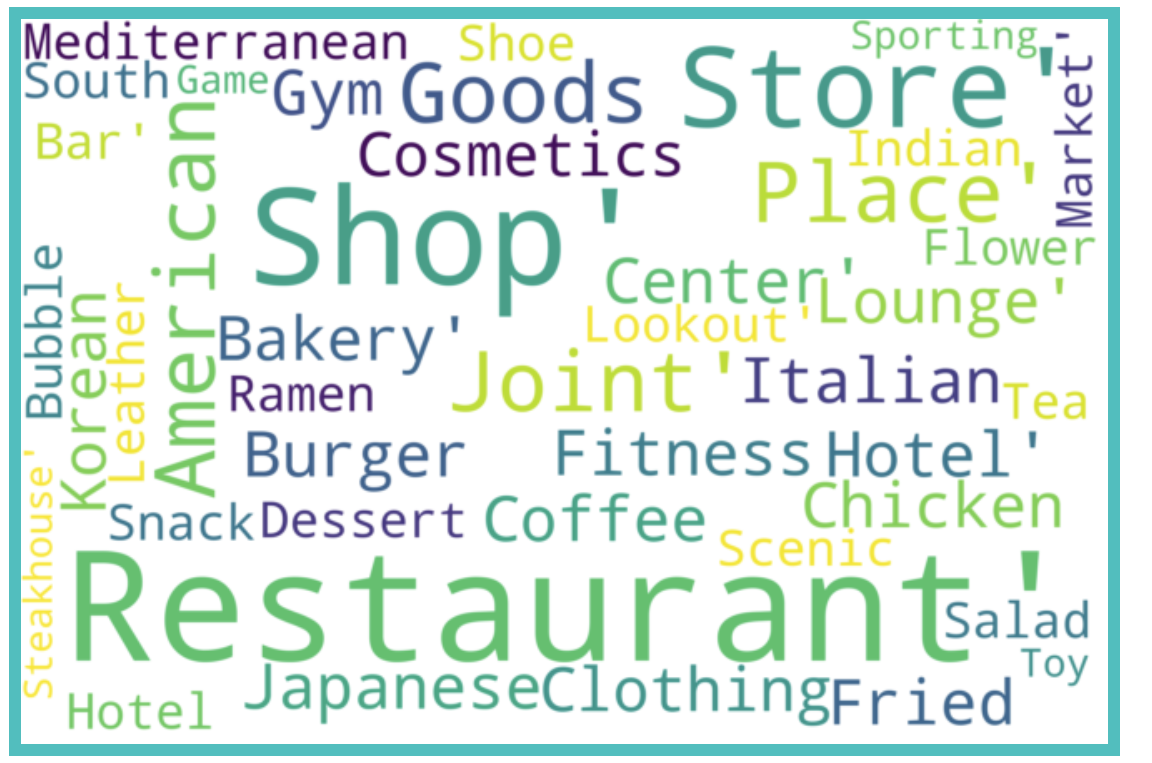 Mediterranean
Shoe
Sporting
South
Game
Gym
Goods
Store'
Market'
Bar'
American
Cosmetics
Indian
Place'
Shop'
Flower
Bubble
Korean
Leather
Center'
Lounge'
Lookout'
Bakery'
Ramen
Joint'
Italian
Tea
Burger
Fitness
Hotel'
Steakhouse'
Snack
Dessert
Coffee
Chicken
Scenic
Restaurant'
Salad
Toy
Hotel
Japanese
Clothing
Fried